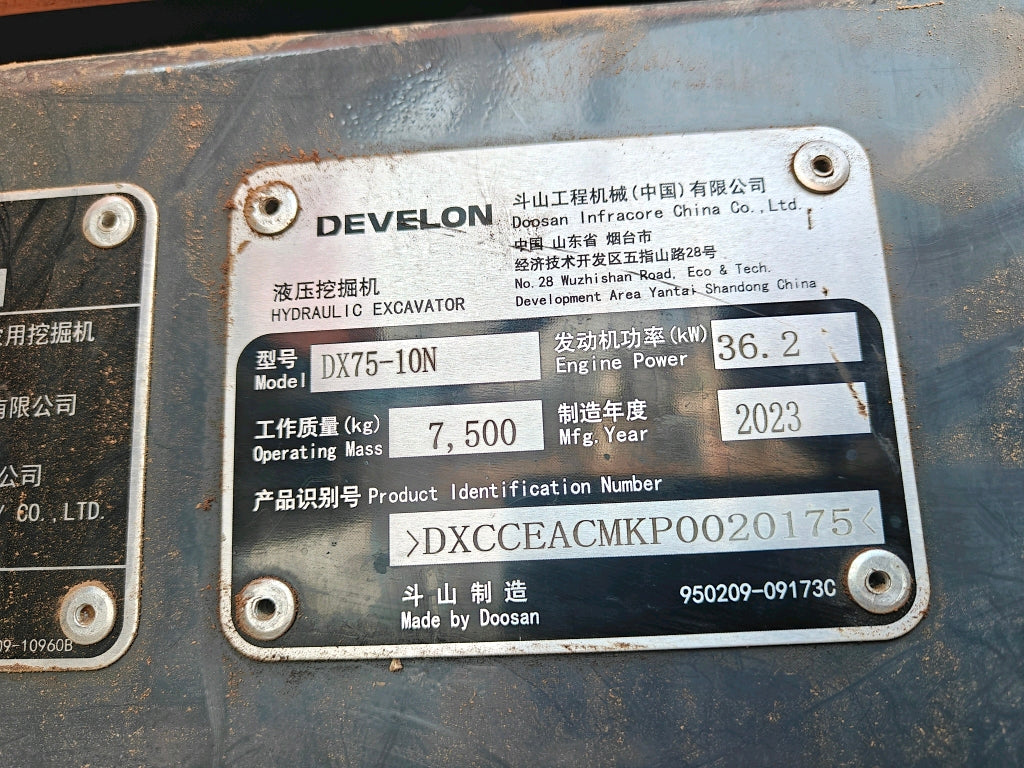 DEVELON
斗山工程机械(中国)有限公司
Doosan Infracore China Co.,Ltd.
中国 山东省 烟台市
经济技术开发区五指山路28号
No.28 Wuzhishan Road, Eco & Tech.
Development Area Yantai Shandong China
液压挖掘机
HYDRAULIC EXCAVATOR
型号 DX75-10N
Model
发动机功率(kW) 36.2
Engine Power
工作质量(kg) 7,500
Operating Mass
制造年度 2023
Mfg.Year
产品识别号 Product Identification Number
>DXCCEACMKP0020175<
斗山制造
Made by Doosan
950209-09173C
用挖掘机
有限公司
公司
CO.,LTD.
09-10960B